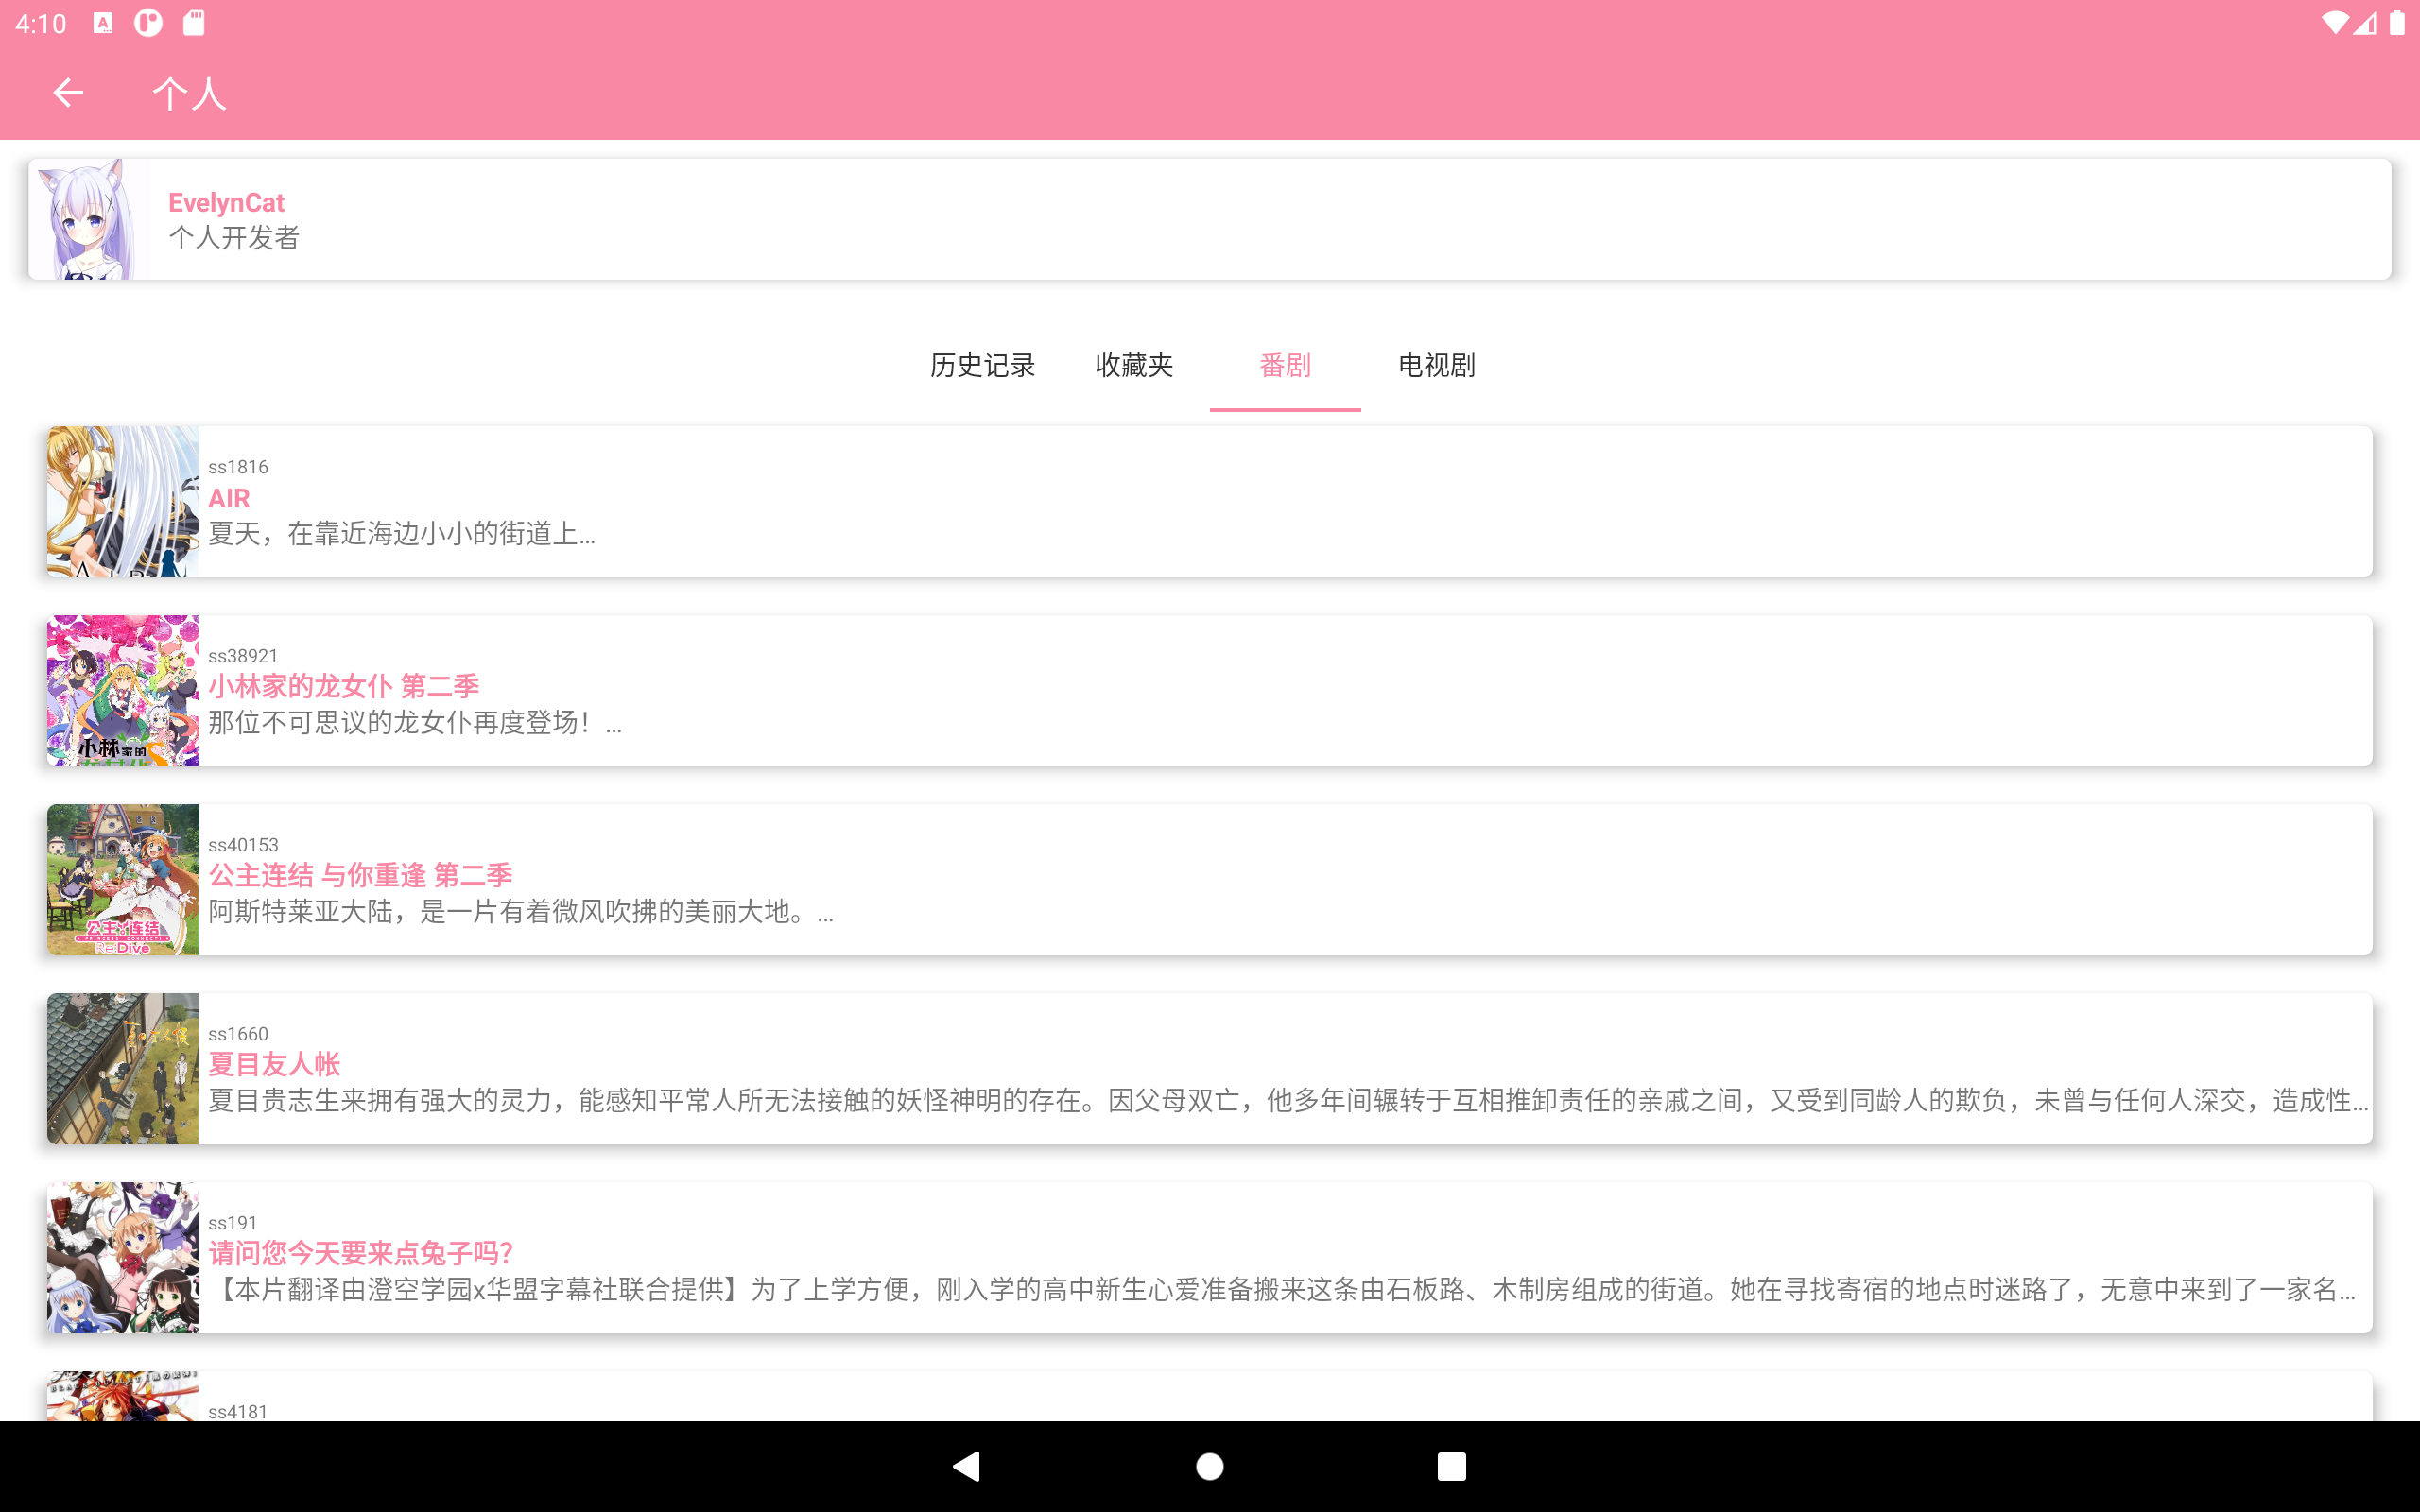 4:10
个人
EvelynCat
个人开发者
历史记录 收藏夹 番剧 电视剧
ss1816
AIR
夏天，在靠近海边小小的街道上...
ss38921
小林家的龙女仆 第二季
那位不可思议的龙女仆再度登场！...
小林家的
ss40153
公主连结 与你重逢 第二季
阿斯特莱亚大陆，是一片有着微风吹拂的美丽大地。...
公主连结
Re:Dive
ss1660
夏目友人帐
夏目贵志生来拥有强大的灵力，能感知平常人所无法接触的妖怪神明的存在。因父母双亡，他多年间辗转于互相推卸责任的亲戚之间，又受到同龄人的欺负，未曾与任何人深交，造成性...
ss191
请问您今天要来点兔子吗？
【本片翻译由澄空学园x华盟字幕社联合提供】为了上学方便，刚入学的高中新生心爱准备搬来这条由石板路、木制房组成的街道。她在寻找寄宿的地点时迷路了，无意中来到了一家名...
ss4181